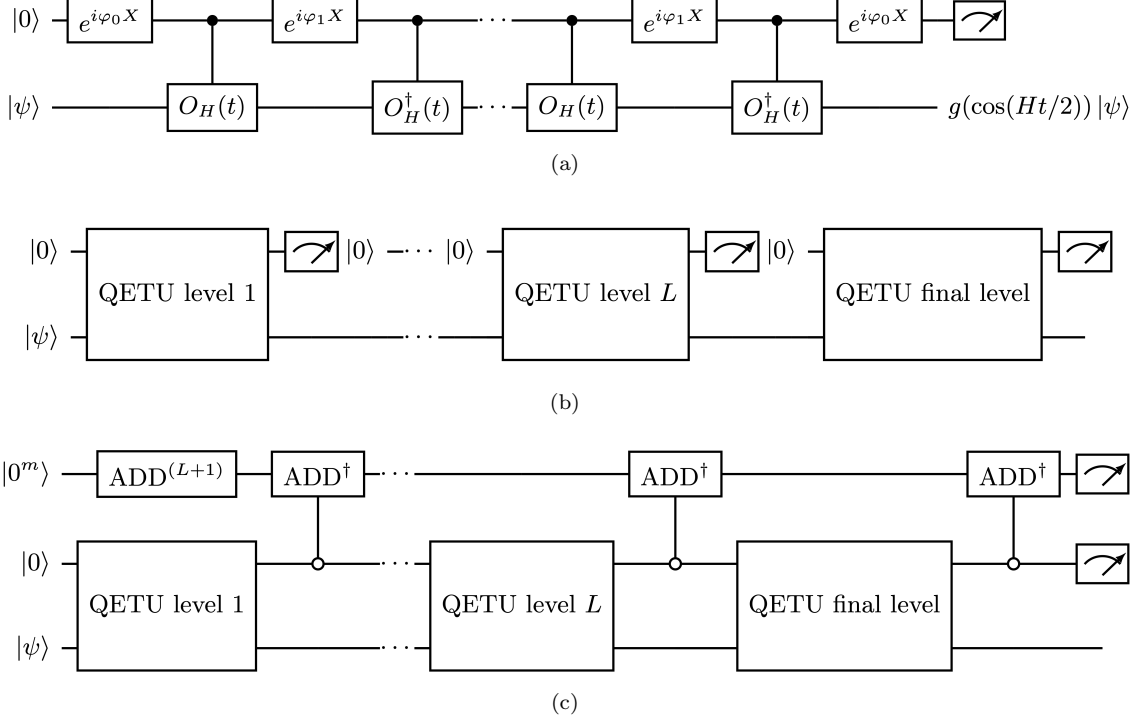 |0⟩ e^{iφ₀X} e^{iφ₁X} ··· e^{iφ₁X} e^{iφ₀X}
|ψ⟩ O_H(t) O_H^†(t) ··· O_H(t) O_H^†(t) g(cos(Ht/2)) |ψ⟩
(a)
|0⟩ |0⟩ ··· |0⟩ |0⟩
QETU level 1 QETU level L QETU final level
|ψ⟩ ···
(b)
|0^m⟩ ADD^{(L+1)} ADD^† ··· ADD^† ADD^†
|0⟩ ···
QETU level 1 QETU level L QETU final level
|ψ⟩ ···
(c)